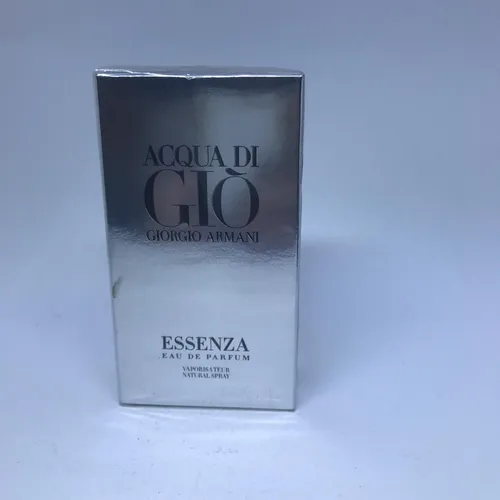 ACQUA DI
GIÒ
GIORGIO ARMANI
ESSENZA
EAU DE PARFUM
VAPORISATEUR
NATURAL SPRAY